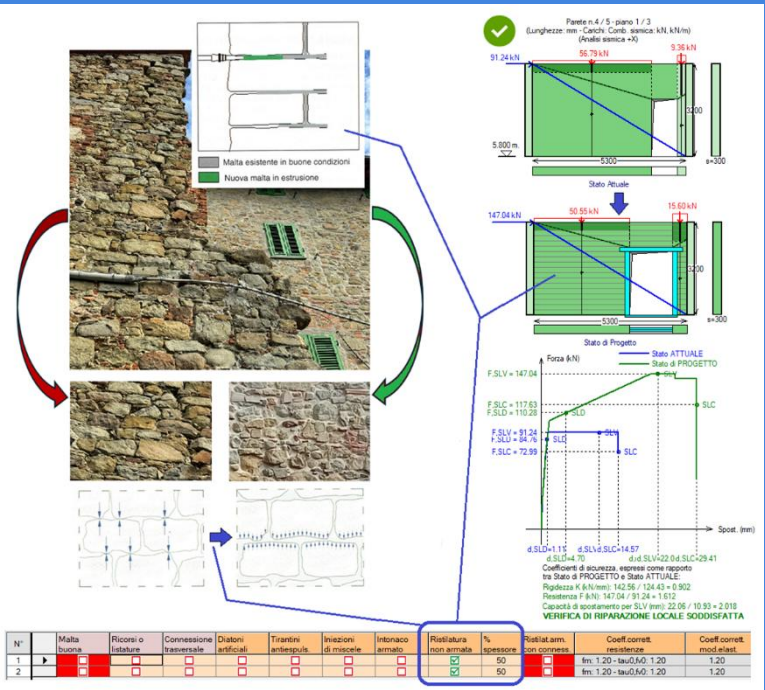 Malta esistente in buone condizioni
Nuova malta in estrusione
Parete n.4 / 5 - piano 1 / 3
(Lunghezze: mm - Carichi: Comb. sismica: kN, kN/m)
(Analisi sismica +X)
91.24 kN
56.79 kN
9.36 kN
3200
5.800 m.
5300
s=300
Stato Attuale
147.04 kN
50.55 kN
15.60 kN
3200
5300
s=300
Stato di Progetto
Forza (kN)
Stato ATTUALE
Stato di PROGETTO
F,SLV = 147.04
SLV
F,SLC = 117.63
SLC
F,SLD = 110.28
SLD
F,SLV = 91.24
SLV
F,SLD = 84.76
SLD
F,SLC = 72.99
SLC
Spost. (mm)
d,SLC=14.57
d,SLD=4.70
d,SLC=29.41
Coefficienti di sicurezza, espressi come rapporto
tra Stato di PROGETTO e Stato ATTUALE:
Rigidezza K (kN/mm): 142.56 / 124.43 = 0.902
Resistenza F (kN): 147.04 / 91.24 = 1.612
Capacità di spostamento per SLV (mm): 22.06 / 10.93 = 2.018
VERIFICA DI RIPARAZIONE LOCALE SODDISFATTA
N° Malta buona Ricorsi o listature Connessione trasversale Diatoni artificiali Tirantini antiespuls. Iniezioni di miscele Intonaco armato Ristilatura non armata % spessore Ristilat.arm. con conness. Coeff.corrett. resistenze Coeff.corrett. mod.elast.
1 50 fm: 1.20 - tau0,fv0: 1.20 1.20
2 50 fm: 1.20 - tau0,fv0: 1.20 1.20